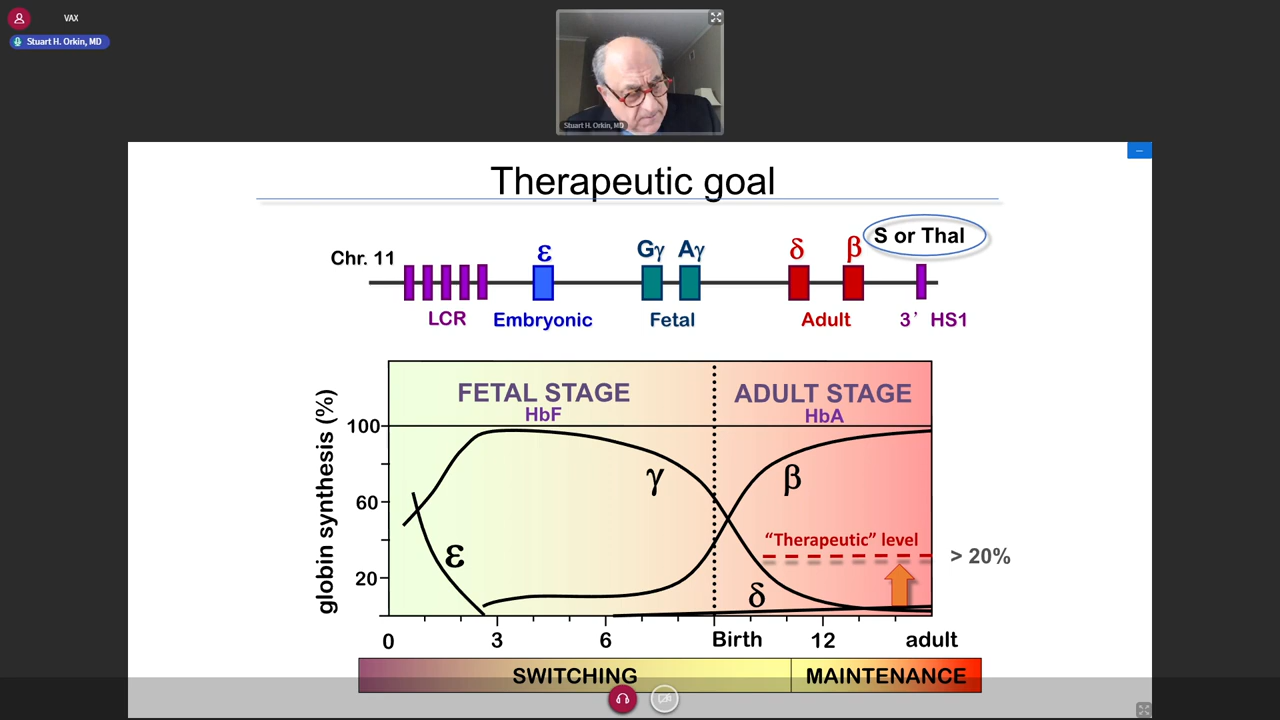 VAX
Stuart H. Orkin, MD
Stuart H. Orkin, MD
Therapeutic goal
S or Thal
Chr. 11
ε
Gγ
Aγ
δ
β
LCR
Embryonic
Fetal
Adult
3’ HS1
FETAL STAGE
HbF
ADULT STAGE
HbA
globin synthesis (%)
100
60
20
γ
β
ε
δ
“Therapeutic” level
> 20%
0
3
6
Birth
12
adult
SWITCHING
MAINTENANCE